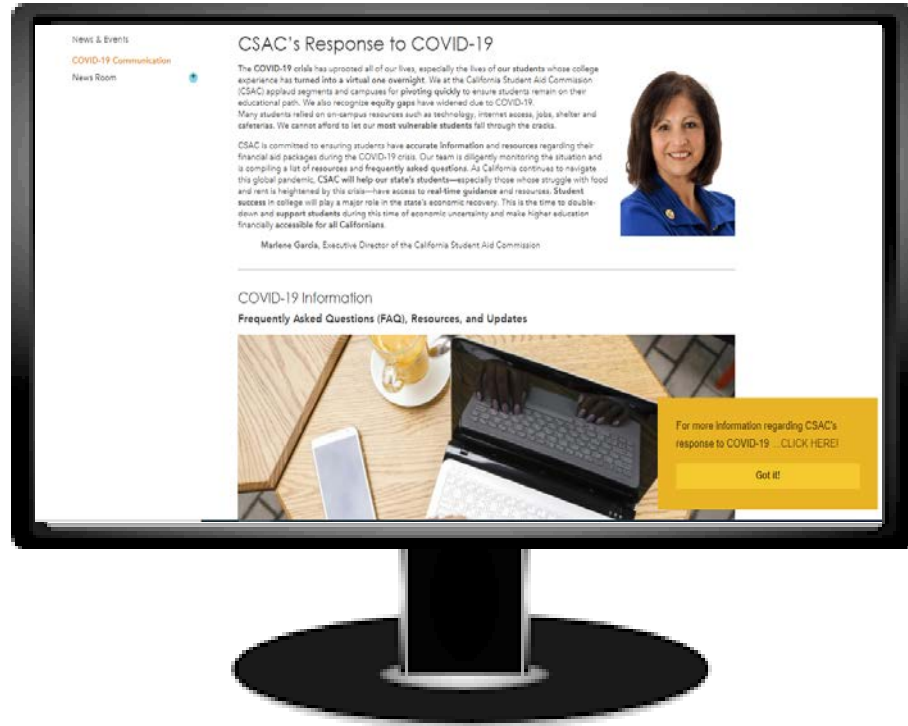 News & Events
COVID-19 Communication
News Room
CSAC's Response to COVID-19
The COVID-19 crisis has uprooted all of our lives, especially the lives of our students whose college
experience has turned into a virtual one overnight. We at the California Student Aid Commission
(CSAC) applaud segments and campuses for pivoting quickly to ensure students remain on their
educational path. We also recognize equity gaps have widened due to COVID-19.
Many students relied on on-campus resources such as technology, internet access, jobs, shelter and
cafeterias. We cannot afford to let our most vulnerable students fall through the cracks.
CSAC is committed to ensuring students have accurate information and resources regarding their
financial aid packages during the COVID-19 crisis. Our team is diligently monitoring the situation and
is compiling a list of resources and frequently asked questions. As California continues to navigate
this global pandemic, CSAC will help our state's students—especially those whose struggle with food
and rent is heightened by this crisis—have access to real-time guidance and resources. Student
success in college will play a major role in the state's economic recovery. This is the time to double-
down and support students during this time of economic uncertainty and make higher education
financially accessible for all Californians.
Marlene Garcia, Executive Director of the California Student Aid Commission
COVID-19 Information
Frequently Asked Questions (FAQ), Resources, and Updates
For more information regarding CSAC's
response to COVID-19 ...CLICK HERE!
Got it!